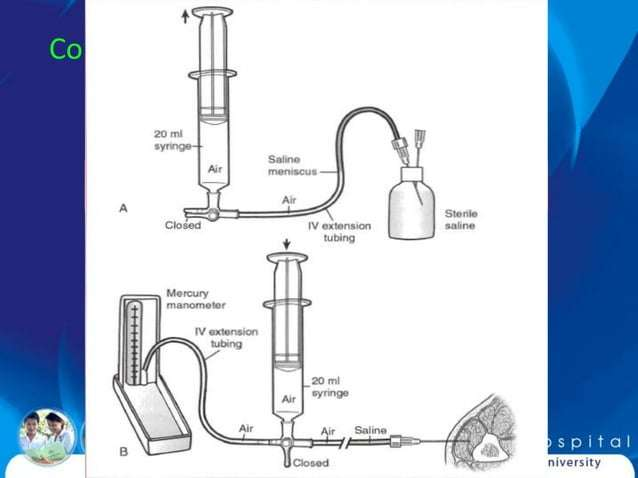 Co
20 ml
syringe
Air
Saline
meniscus
Air
A
Closed
IV extension
tubing
Sterile
saline
Mercury
manometer
IV extension
tubing
20 ml
syringe
Air
Air
Air
Saline
B
Closed
ospital
niversity